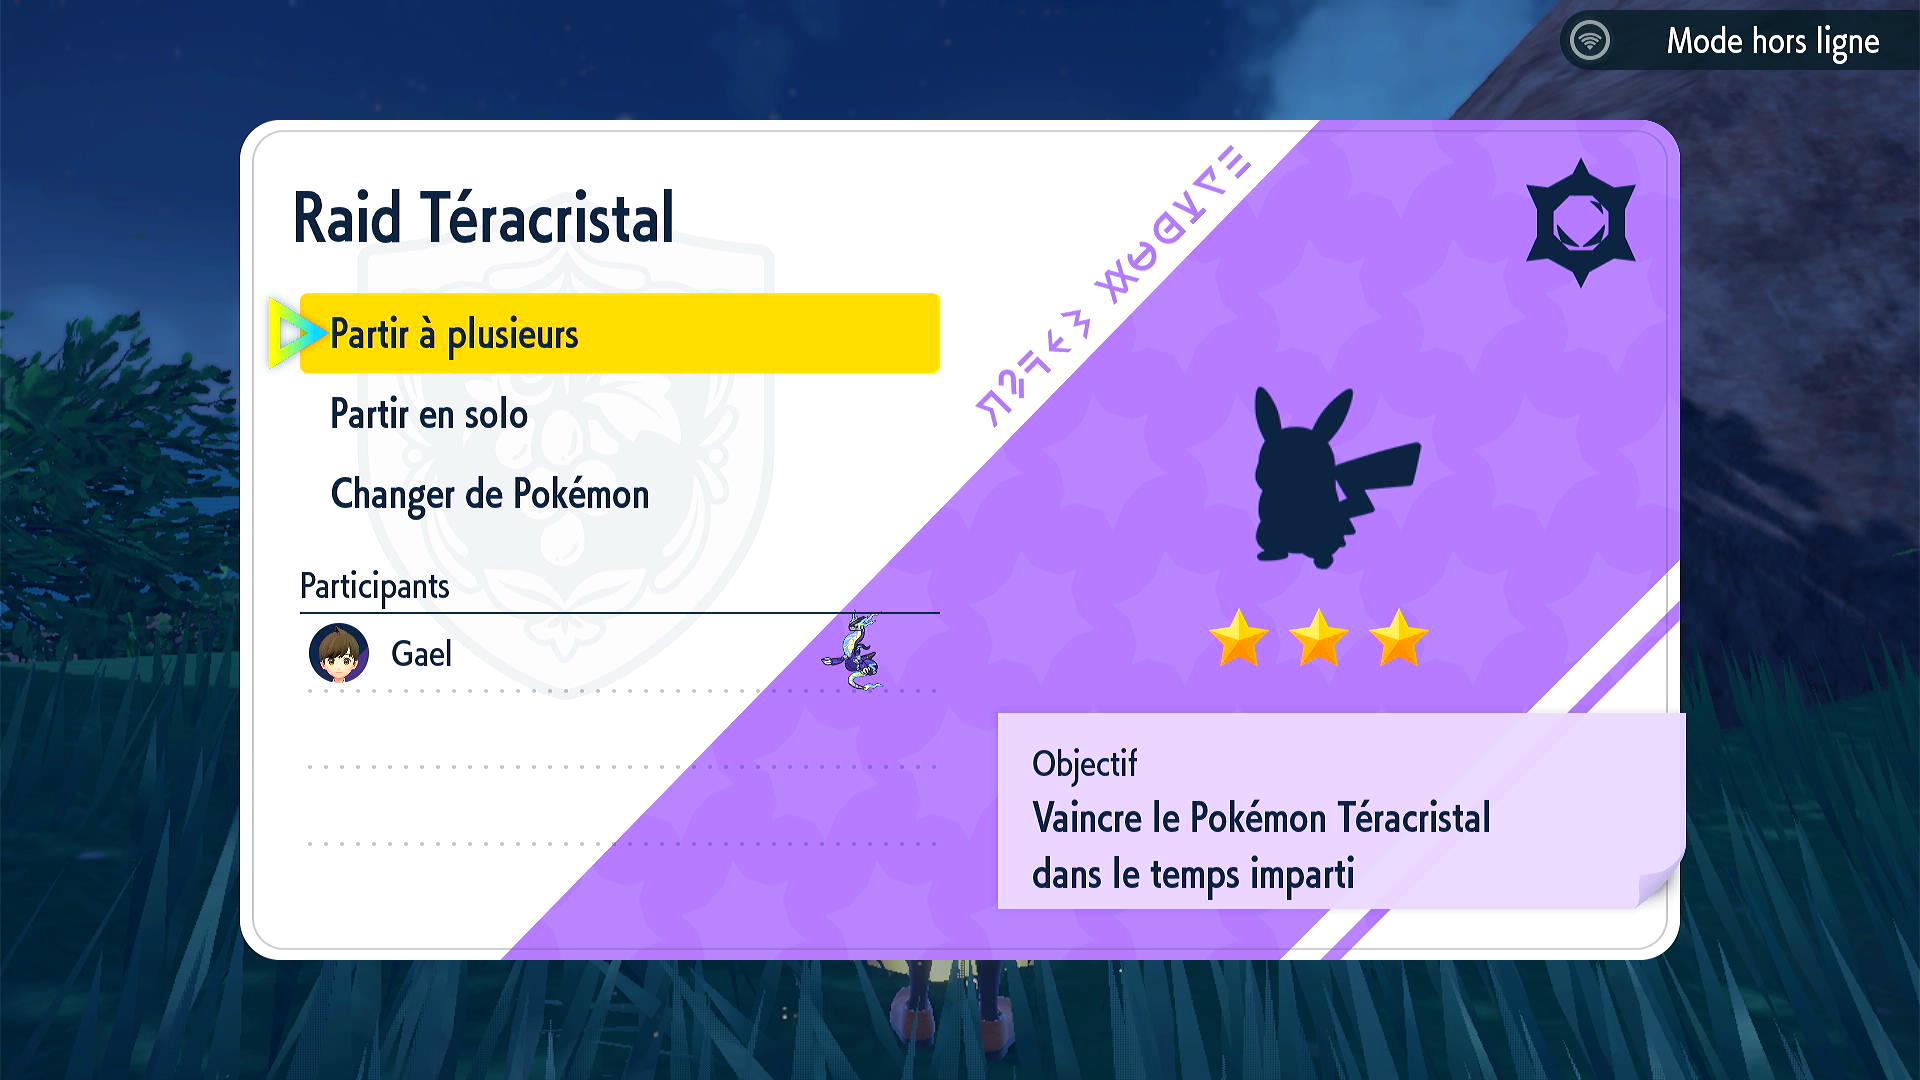 Mode hors ligne
Raid Téracristal
Partir à plusieurs
Partir en solo
Changer de Pokémon
Participants
Gael
Objectif
Vaincre le Pokémon Téracristal
dans le temps imparti